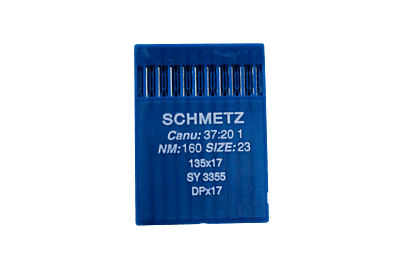 SCHMETZ
Canu: 37:20 1
NM:160 SIZE:23
135x17
SY 3355
DPx17